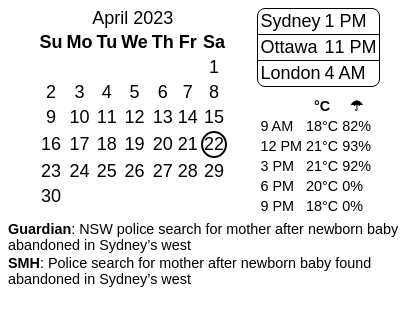 April 2023
Su Mo Tu We Th Fr Sa
1
2 3 4 5 6 7 8
9 10 11 12 13 14 15
16 17 18 19 20 21 22
23 24 25 26 27 28 29
30
Sydney 1 PM
Ottawa 11 PM
London 4 AM
°C ☂
9 AM 18°C 82%
12 PM 21°C 93%
3 PM 21°C 92%
6 PM 20°C 0%
9 PM 18°C 0%
Guardian: NSW police search for mother after newborn baby
abandoned in Sydney’s west
SMH: Police search for mother after newborn baby found
abandoned in Sydney’s west